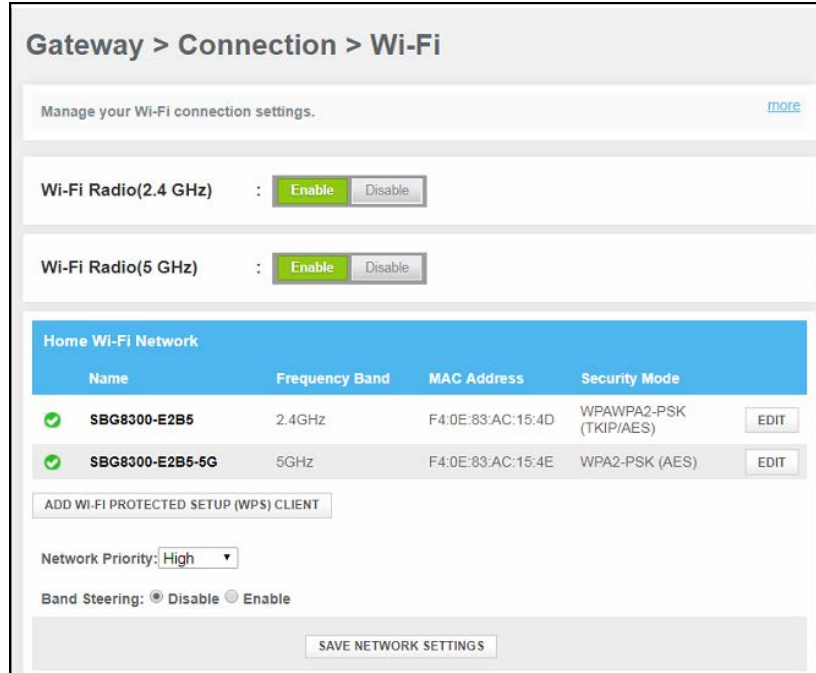 Gateway > Connection > Wi-Fi
Manage your Wi-Fi connection settings. more
Wi-Fi Radio(2.4 GHz) : Enable Disable
Wi-Fi Radio(5 GHz) : Enable Disable
Home Wi-Fi Network
Name Frequency Band MAC Address Security Mode
SBG8300-E2B5 2.4GHz F4:0E:83:AC:15:4D WPAWPA2-PSK (TKIP/AES) EDIT
SBG8300-E2B5-5G 5GHz F4:0E:83:AC:15:4E WPA2-PSK (AES) EDIT
ADD WI-FI PROTECTED SETUP (WPS) CLIENT
Network Priority: High
Band Steering: Disable Enable
SAVE NETWORK SETTINGS